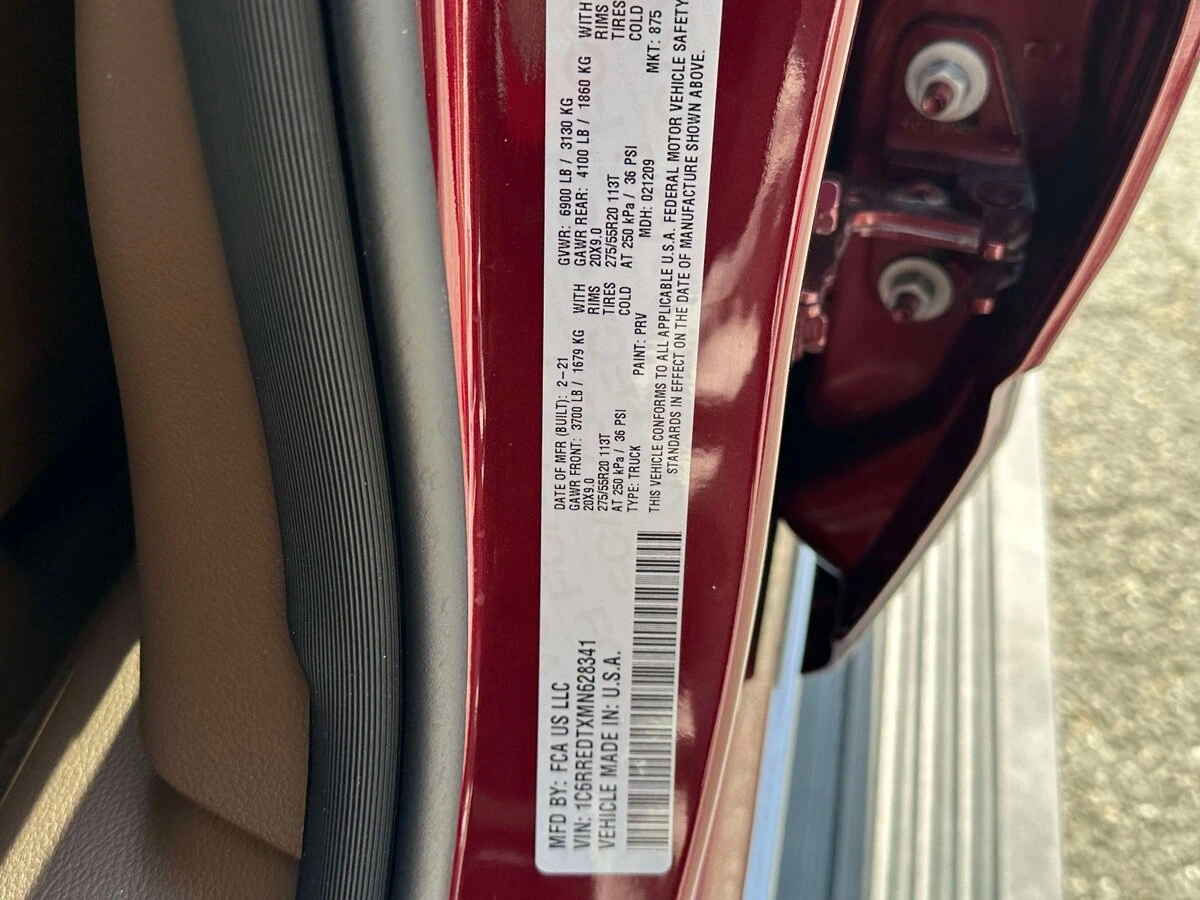 MFD BY: FCA US LLC
VIN: 1C6RREDTXMN628341
VEHICLE MADE IN: U.S.A.
DATE OF MFR (BUILT): 2-21
GVWR: 6900 LB / 3130 KG
GAWR FRONT: 3700 LB / 1679 KG WITH
20X9.0 RIMS
275/55R20 113T TIRES
AT 250 kPa / 36 PSI COLD
GAWR REAR: 4100 LB / 1860 KG WITH
20X9.0 RIMS
275/55R20 113T TIRES
AT 250 kPa / 36 PSI COLD
TYPE: TRUCK PAINT: PRV MDH: 021209 MKT: 875
THIS VEHICLE CONFORMS TO ALL APPLICABLE U.S.A. FEDERAL MOTOR VEHICLE SAFETY
STANDARDS IN EFFECT ON THE DATE OF MANUFACTURE SHOWN ABOVE.